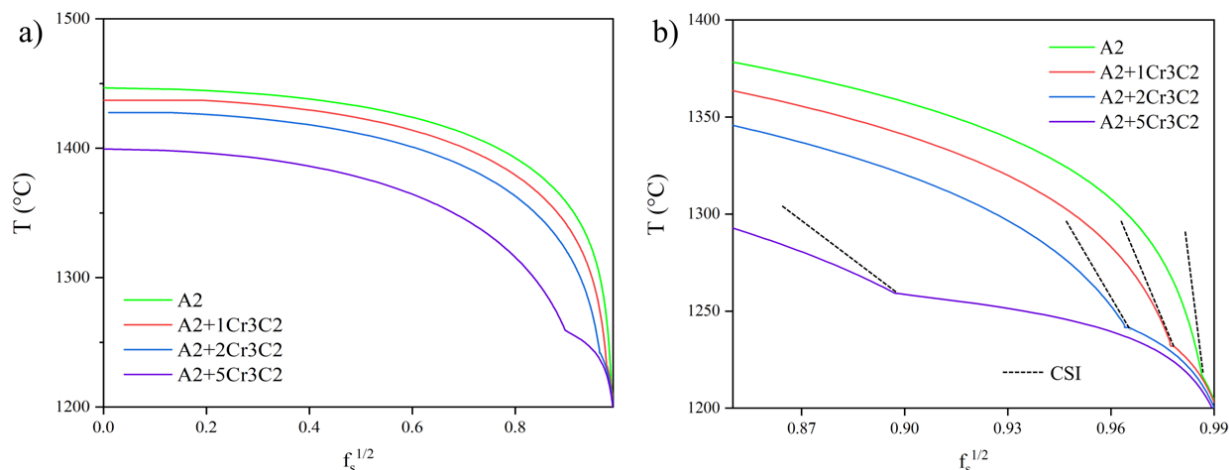 a)
1500
1400
1300
1200
T (°C)
A2
A2+1Cr3C2
A2+2Cr3C2
A2+5Cr3C2
0.0
0.2
0.4
0.6
0.8
fs1/2
b)
1400
1350
1300
1250
1200
T (°C)
A2
A2+1Cr3C2
A2+2Cr3C2
A2+5Cr3C2
CSI
0.87
0.90
0.93
0.96
0.99
fs1/2